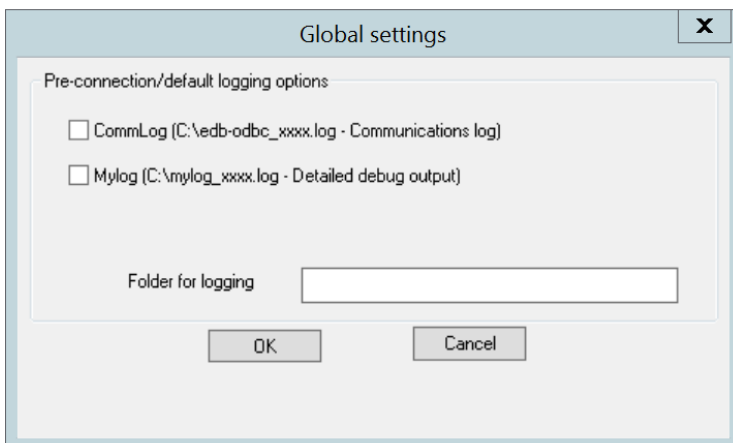 Global settings
X
Pre-connection/default logging options
CommLog (C:\edb-odbc_xxxx.log - Communications log)
Mylog (C:\mylog_xxxx.log - Detailed debug output)
Folder for logging
OK Cancel